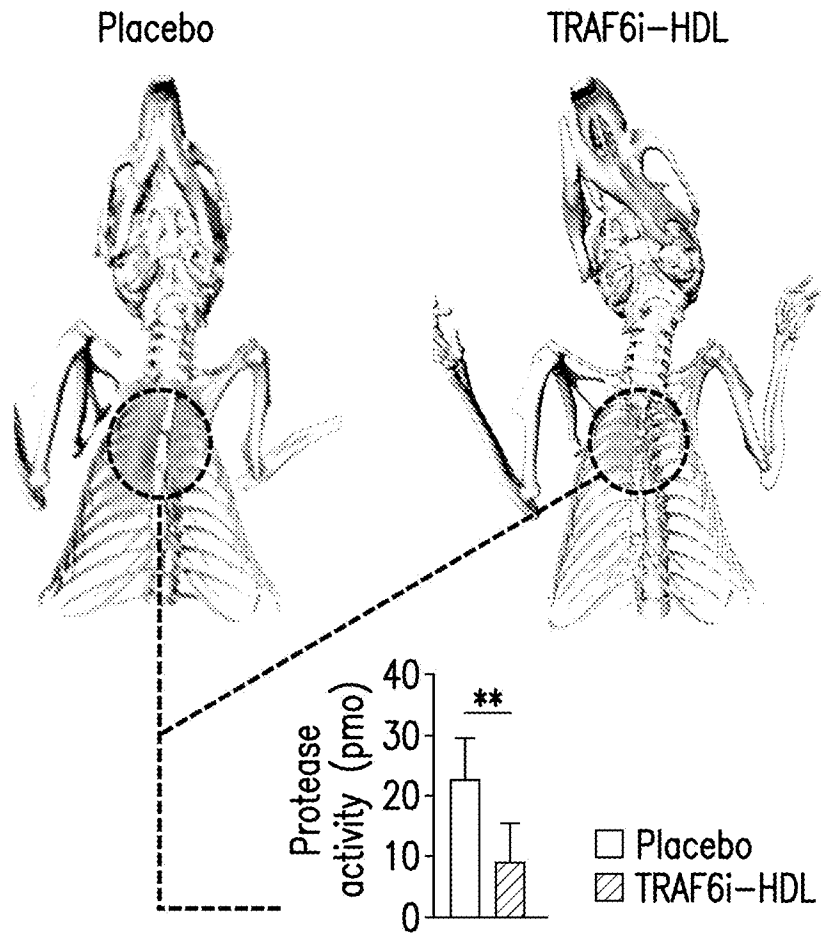 Placebo
TRAF6i-HDL
Protease
activity (pmo)
40
30
20
10
0
**
Placebo
TRAF6i-HDL